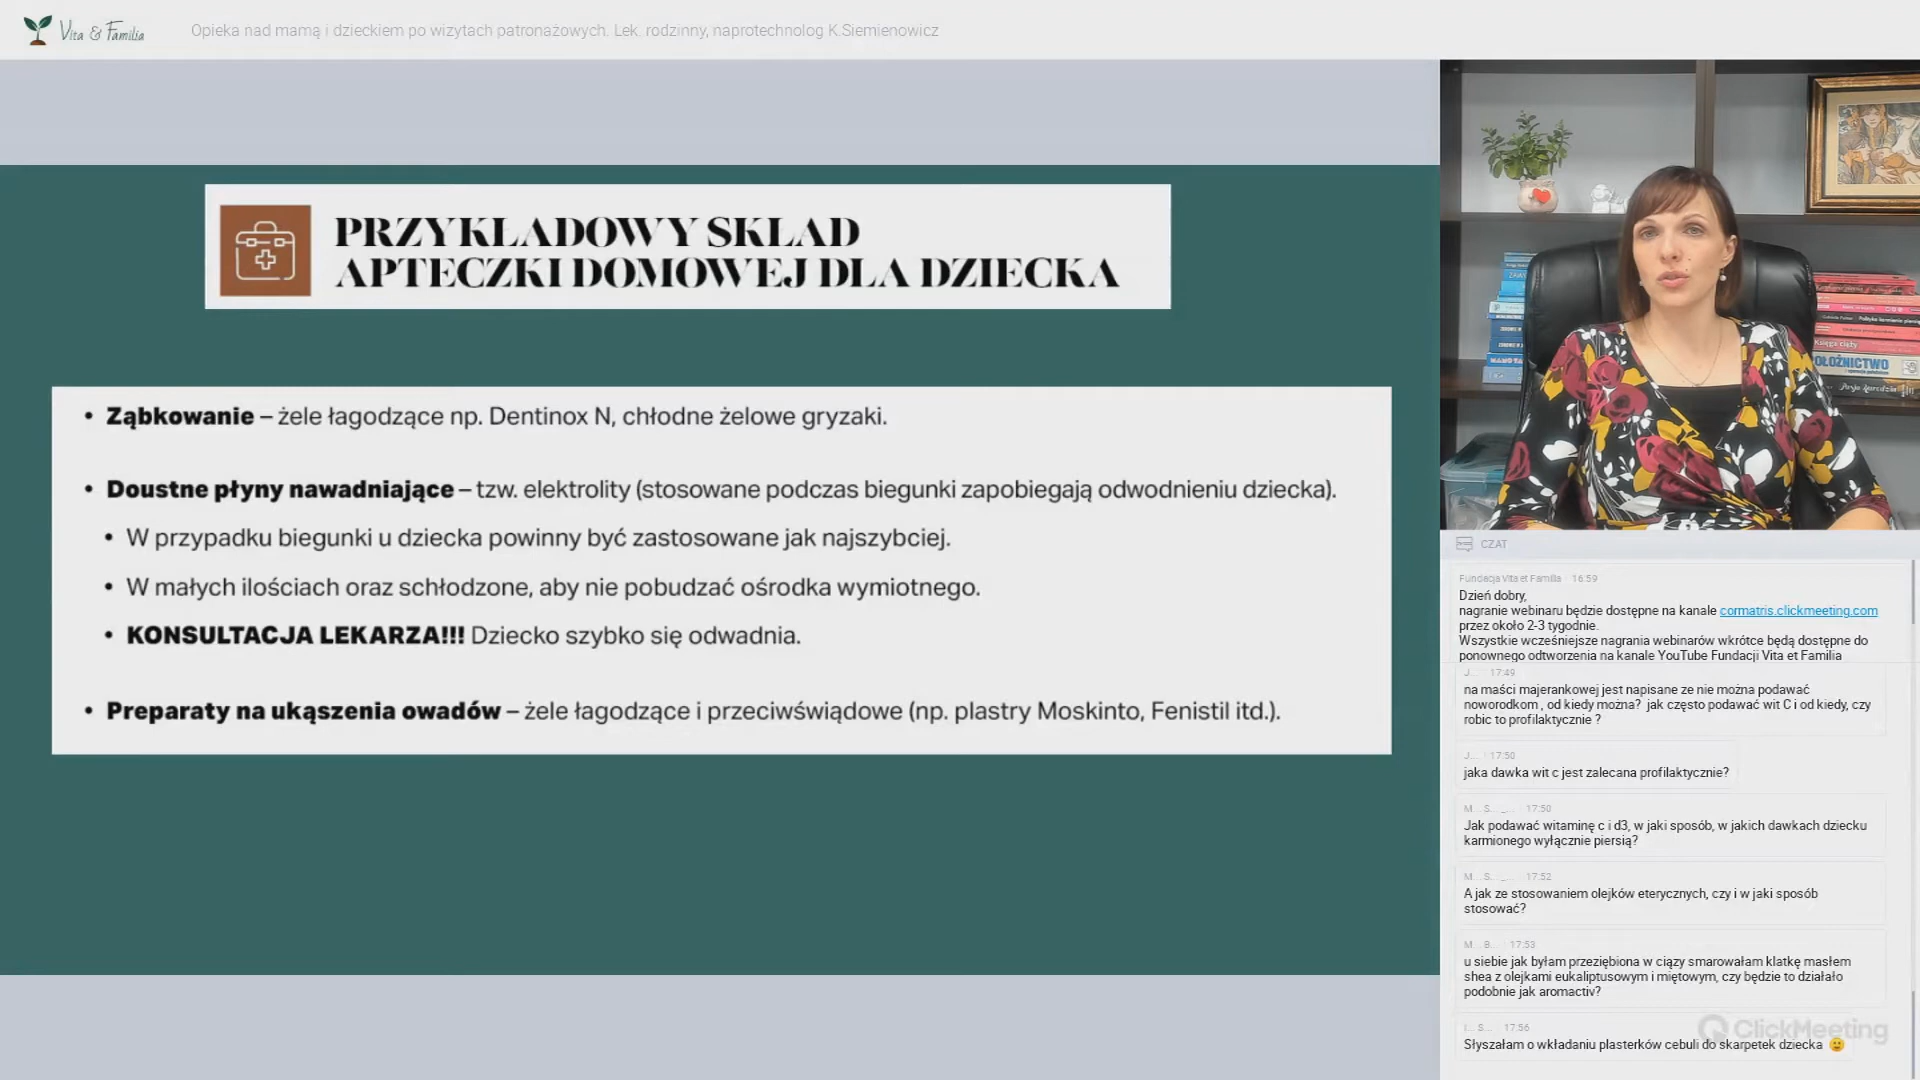 Vita & Familia
Opieka nad mamą i dzieckiem po wizytach patronażowych. Lek. rodzinny, naprotechnolog K.Siemienowicz
PRZYKŁADOWY SKŁAD
APTECZKI DOMOWEJ DLA DZIECKA
• Ząbkowanie – żele łagodzące np. Dentinox N, chłodne żelowe gryzaki.
• Doustne płyny nawadniające – tzw. elektrolity (stosowane podczas biegunki zapobiegają odwodnieniu dziecka).
• W przypadku biegunki u dziecka powinny być zastosowane jak najszybciej.
• W małych ilościach oraz schłodzone, aby nie pobudzać ośrodka wymiotnego.
• KONSULTACJA LEKARZA!!! Dziecko szybko się odwadnia.
• Preparaty na ukąszenia owadów – żele łagodzące i przeciwświądowe (np. plastry Moskinto, Fenistil itd.).
Księga ciąży
POŁOŻNICTWO
CZAT
Fundacja Vita et Familia 16:59
Dzień dobry,
nagranie webinaru będzie dostępne na kanale cormatris.clickmeeting.com
przez około 2-3 tygodnie.
Wszystkie wcześniejsze nagrania webinarów wkrótce będą dostępne do
ponownego odtworzenia na kanale YouTube Fundacji Vita et Familia
J... 17:49
na maści majerankowej jest napisane ze nie można podawać
noworodkom , od kiedy można? jak często podawać wit C i od kiedy, czy
robic to profilaktycznie ?
J... 17:50
jaka dawka wit c jest zalecana profilaktycznie?
M... S... _... 17:50
Jak podawać witaminę c i d3, w jaki sposób, w jakich dawkach dziecku
karmionego wyłącznie piersią?
M... S... _... 17:52
A jak ze stosowaniem olejków eterycznych, czy i w jaki sposób
stosować?
M... B... 17:53
u siebie jak byłam przeziębiona w ciązy smarowałam klatkę masłem
shea z olejkami eukaliptusowym i miętowym, czy będzie to działało
podobnie jak aromactiv?
I... S... 17:56
Słyszałam o wkładaniu plasterków cebuli do skarpetek dziecka
ClickMeeting